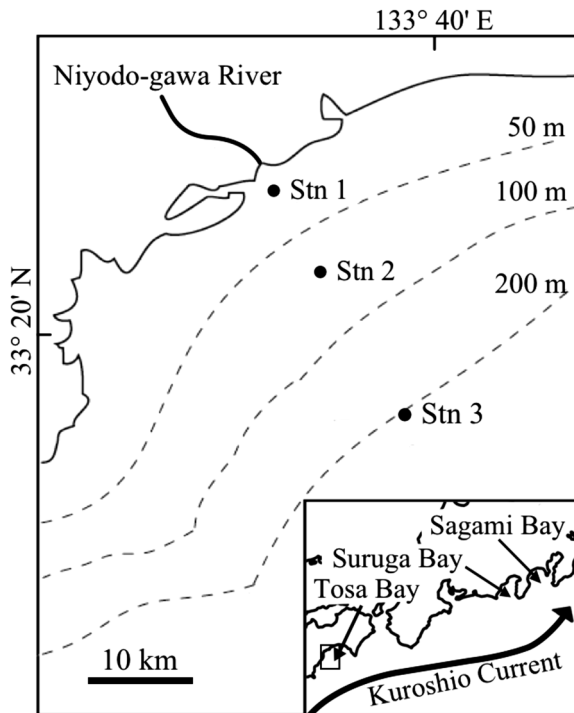 133° 40' E
Niyodo-gawa River
50 m
Stn 1
100 m
Stn 2
200 m
33° 20' N
Stn 3
Sagami Bay
Suruga Bay
Tosa Bay
10 km
Kuroshio Current